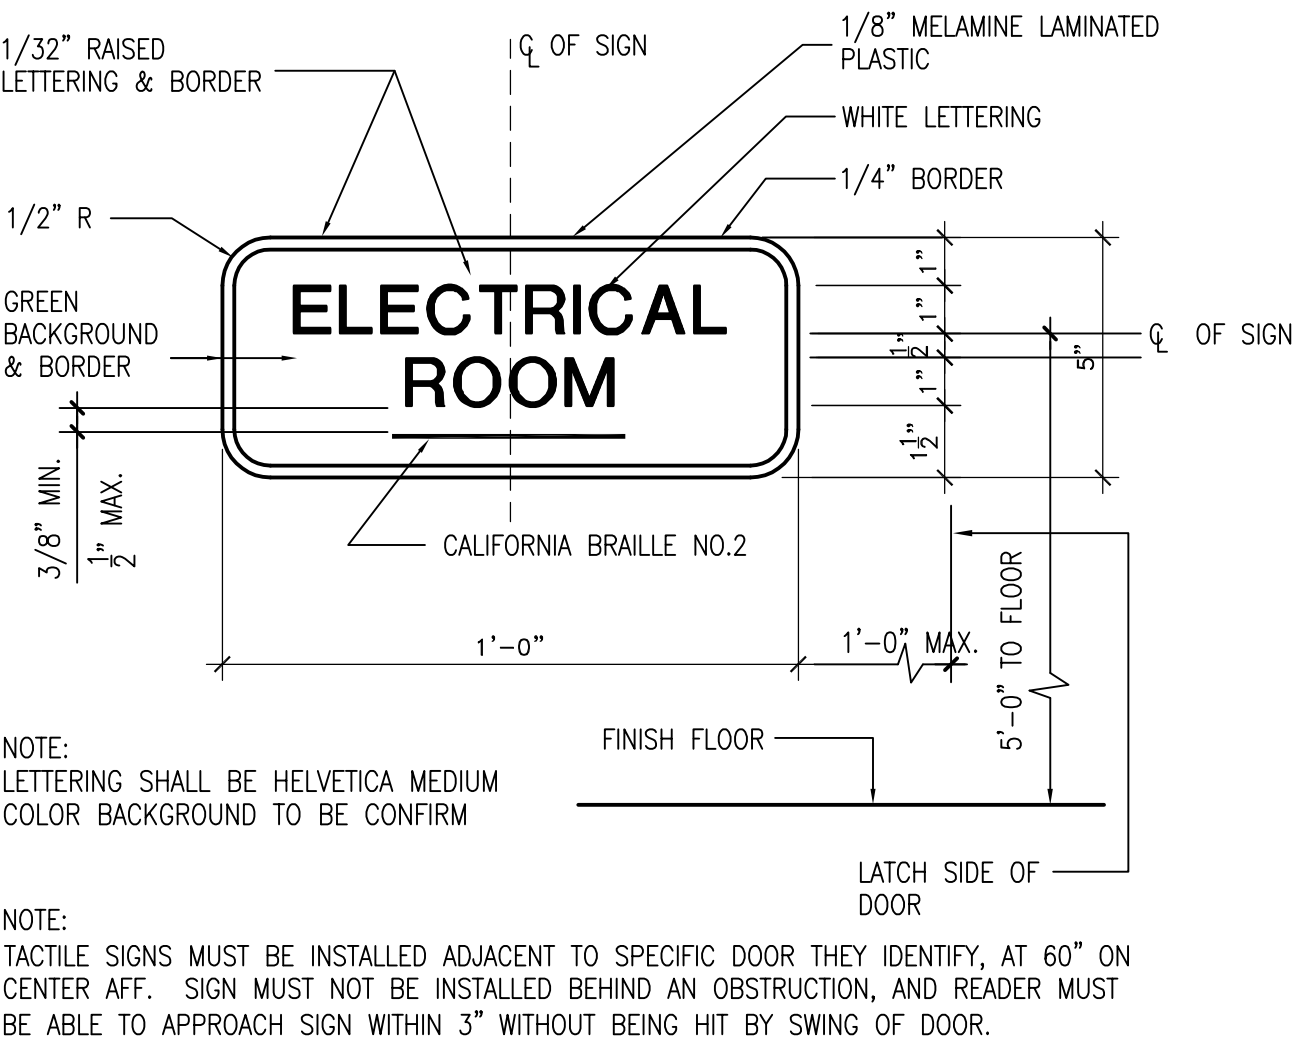 1/32” RAISED
LETTERING & BORDER
℄ OF SIGN
1/8” MELAMINE LAMINATED
PLASTIC
WHITE LETTERING
1/4” BORDER
1/2” R
GREEN
BACKGROUND
& BORDER
ELECTRICAL
ROOM
1”
1”
1/2”
1”
1 1/2”
5”
℄ OF SIGN
3/8” MIN.
1/2” MAX.
CALIFORNIA BRAILLE NO.2
1’-0”
1’-0” MAX.
5’-0” TO FLOOR
FINISH FLOOR
LATCH SIDE OF
DOOR
NOTE:
LETTERING SHALL BE HELVETICA MEDIUM
COLOR BACKGROUND TO BE CONFIRM
NOTE:
TACTILE SIGNS MUST BE INSTALLED ADJACENT TO SPECIFIC DOOR THEY IDENTIFY, AT 60” ON
CENTER AFF. SIGN MUST NOT BE INSTALLED BEHIND AN OBSTRUCTION, AND READER MUST
BE ABLE TO APPROACH SIGN WITHIN 3” WITHOUT BEING HIT BY SWING OF DOOR.